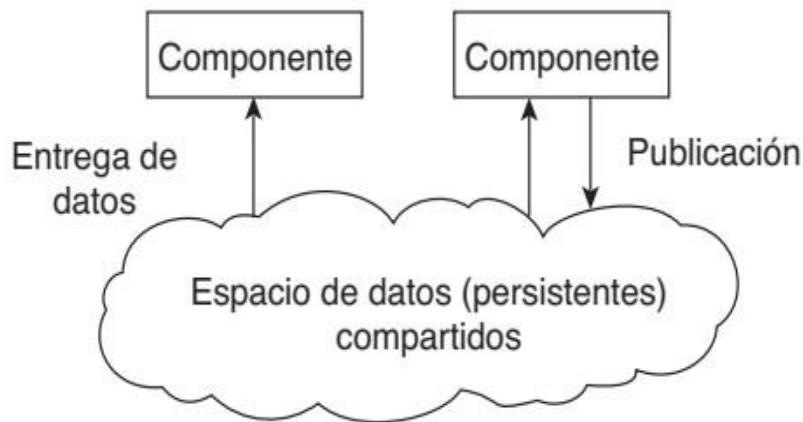 Componente
Componente
Entrega de
datos
Publicación
Espacio de datos (persistentes)
compartidos